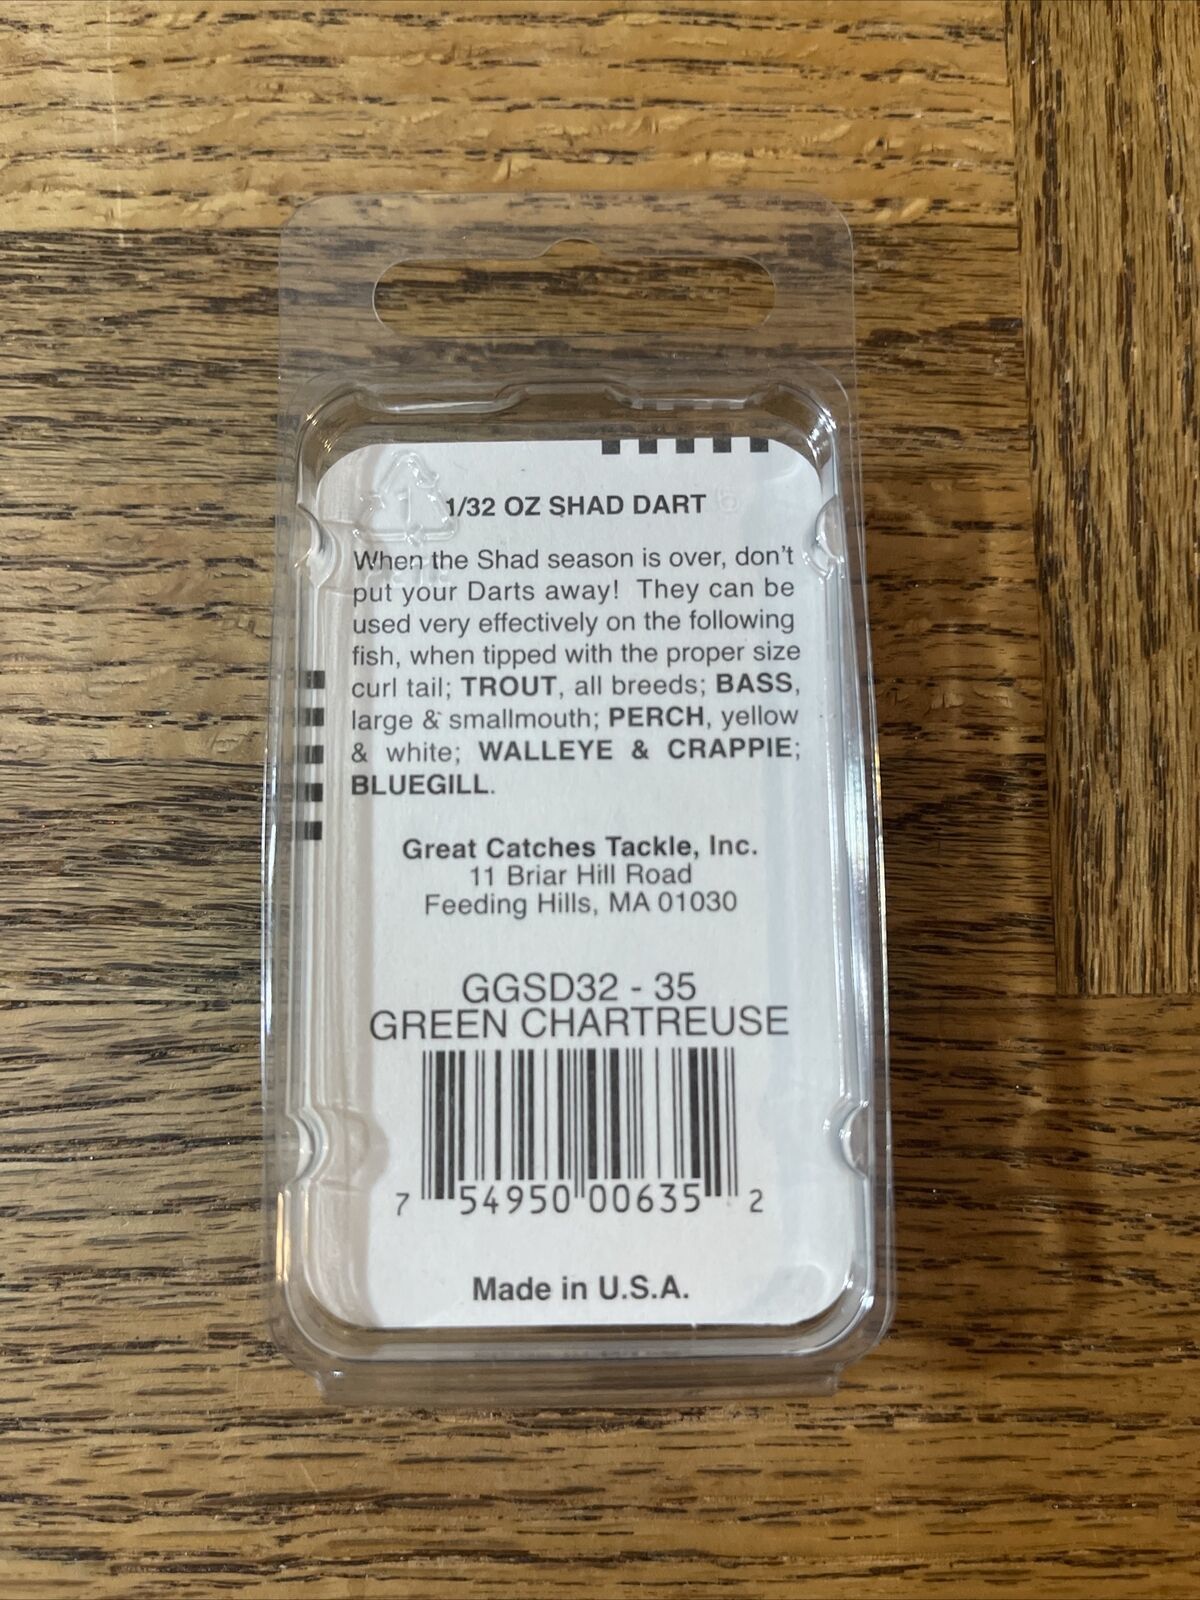 1/32 OZ SHAD DART
When the Shad season is over, don't
put your Darts away! They can be
used very effectively on the following
fish, when tipped with the proper size
curl tail; TROUT, all breeds; BASS,
large & smallmouth; PERCH, yellow
& white; WALLEYE & CRAPPIE;
BLUEGILL.
Great Catches Tackle, Inc.
11 Briar Hill Road
Feeding Hills, MA 01030
GGSD32 - 35
GREEN CHARTREUSE
7 54950 00635 2
Made in U.S.A.
1